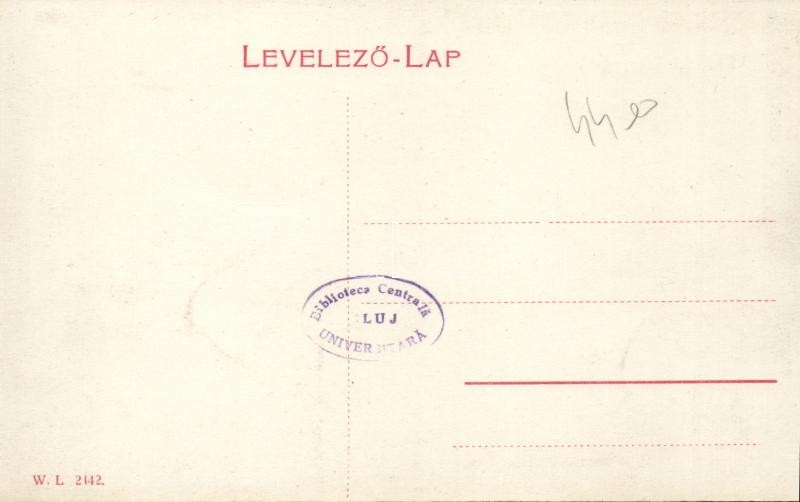 LEVELEZŐ-LAP
Biblioteca Centrală
LUJ
UNIVERSITARĂ
W. L. 2142.